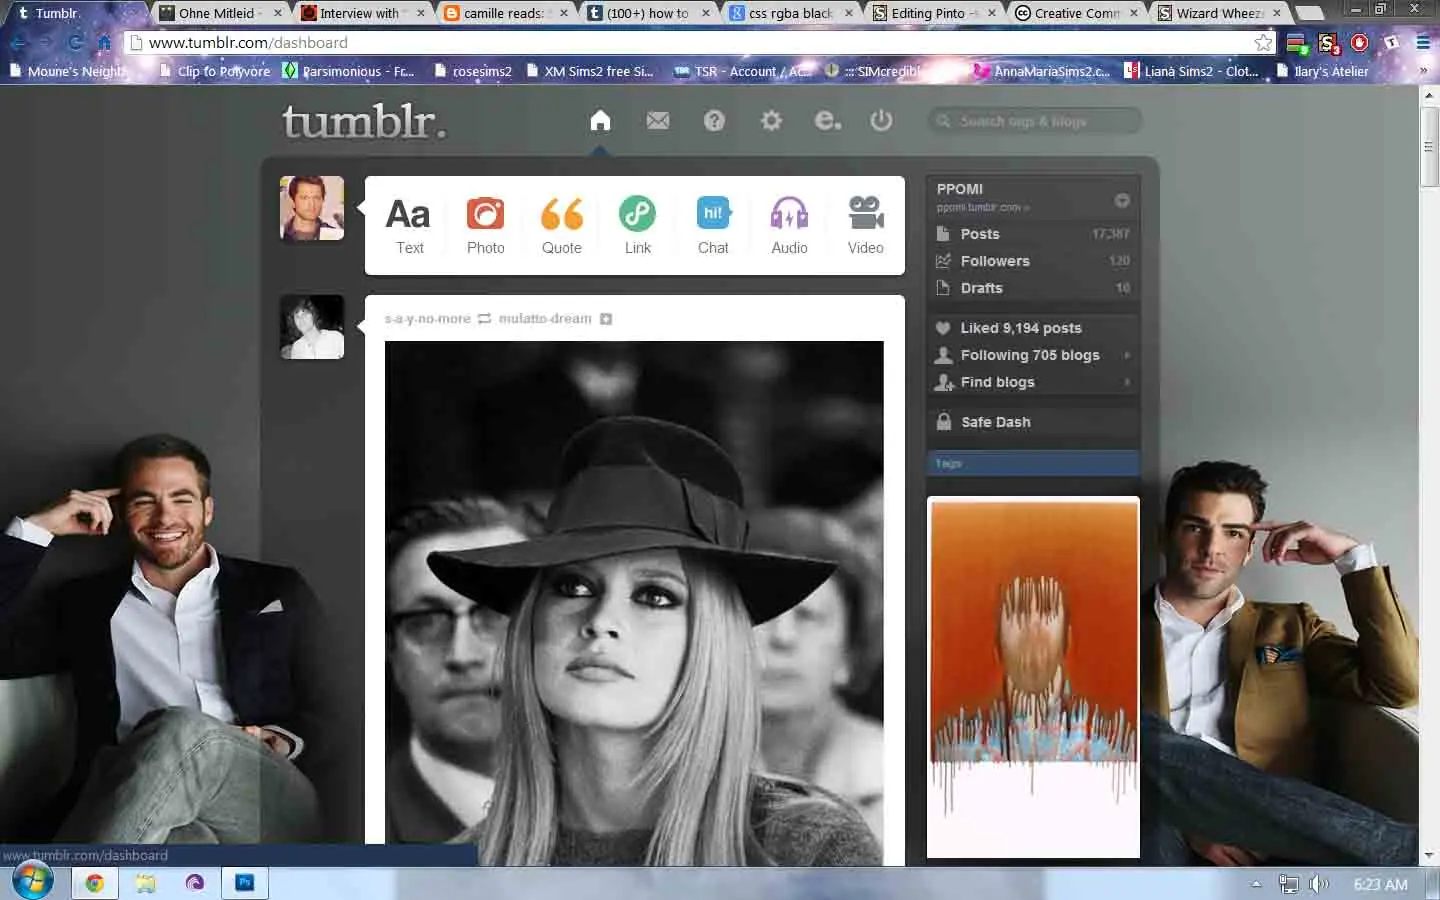 Tumblr.
Ohne Mitleid -
Interview with "
camille reads:
(100+) how to
css rgba black
Editing Pinto
Creative Comm
Wizard Wheez
www.tumblr.com/dashboard
Moune's Neighb
Clip fo Polyvore
Parsimonious - Fr...
rosesims2
XM Sims2 free Si...
TSR - Account / Ac...
::: SIMcredibl
AnnaMariaSims2.c...
Liana Sims2 - Clot...
Ilary's Atelier
»
tumblr.
Search tags & blogs
Aa
hi!
Text
Photo
Quote
Link
Chat
Audio
Video
PPOMI
ppomi.tumblr.com
Posts 17,387
Followers 120
Drafts 10
Liked 9,194 posts
Following 705 blogs
Find blogs
Safe Dash
Tags
s-a-y-no-more mulatto-dream
www.tumblr.com/dashboard
Ps
6:23 AM